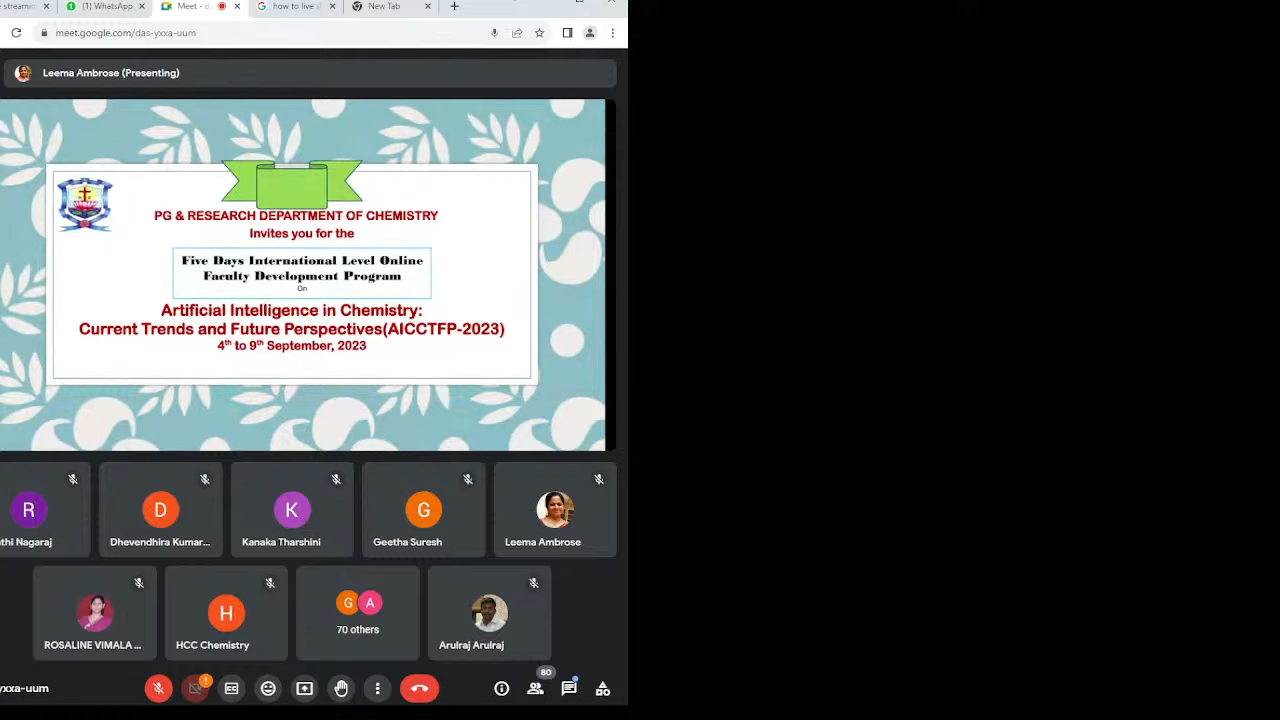 e streamin
(1) WhatsApp
Meet - d
how to live s
New Tab
meet.google.com/das-yxxa-uum
Leema Ambrose (Presenting)
PG & RESEARCH DEPARTMENT OF CHEMISTRY
Invites you for the
Five Days International Level Online
Faculty Development Program
On
Artificial Intelligence in Chemistry:
Current Trends and Future Perspectives(AICCTFP-2023)
4th to 9th September, 2023
R
D
K
G
thi Nagaraj
Dhevendhira Kumar...
Kanaka Tharshini
Geetha Suresh
Leema Ambrose
H
G A
70 others
ROSALINE VIMALA ...
HCC Chemistry
Arulraj Arulraj
80
yxxa-uum